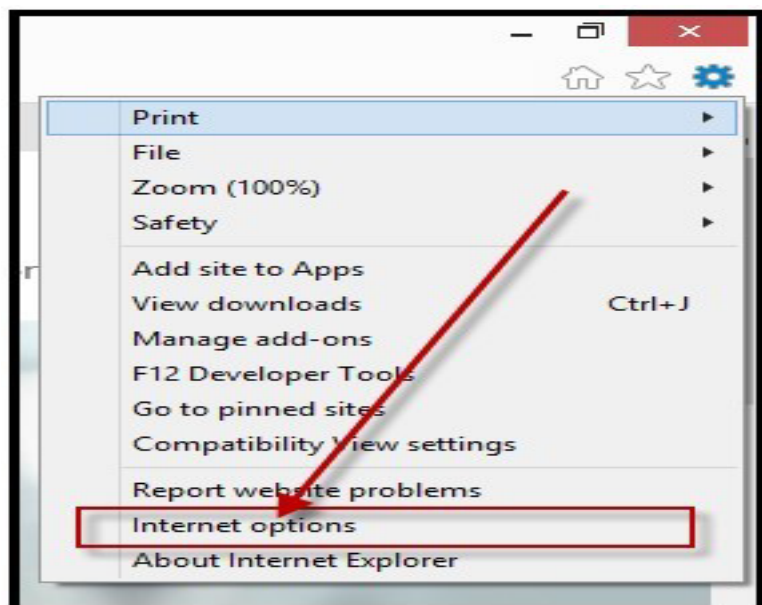 Print
File
Zoom (100%)
Safety
or
Add site to Apps
View downloads Ctrl+J
Manage add-ons
F12 Developer Tools
Go to pinned sites
Compatibility View settings
Report website problems
Internet options
About Internet Explorer